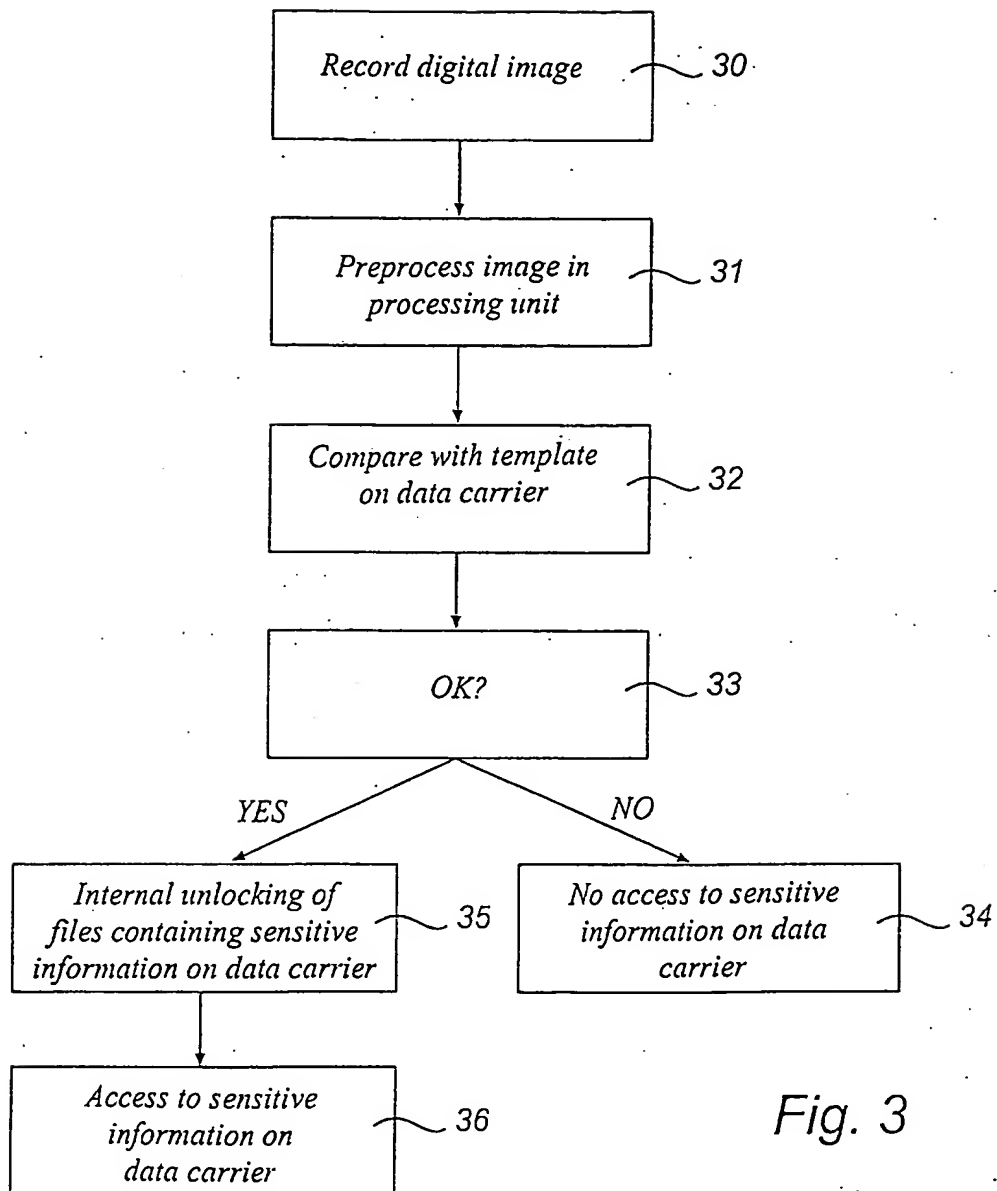 Record digital image
30
Preprocess image in
processing unit
31
Compare with template
on data carrier
32
OK?
33
YES
NO
Internal unlocking of
files containing sensitive
information on data carrier
35
No access to sensitive
information on data
carrier
34
Access to sensitive
information on
data carrier
36
Fig. 3